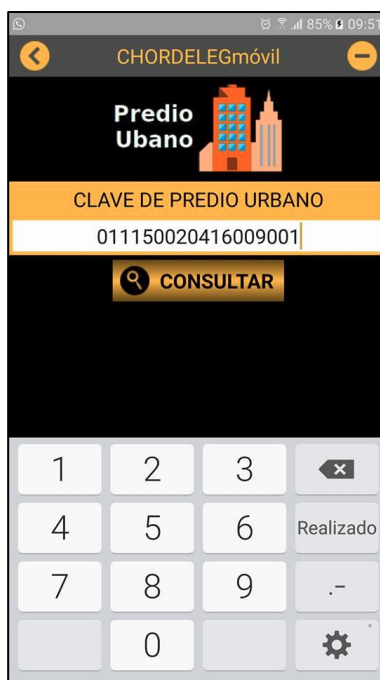 85% 09:51
CHORDELEGmóvil
Predio
Ubano
CLAVE DE PREDIO URBANO
011150020416009001
CONSULTAR
1 2 3
4 5 6 Realizado
7 8 9 .-
0